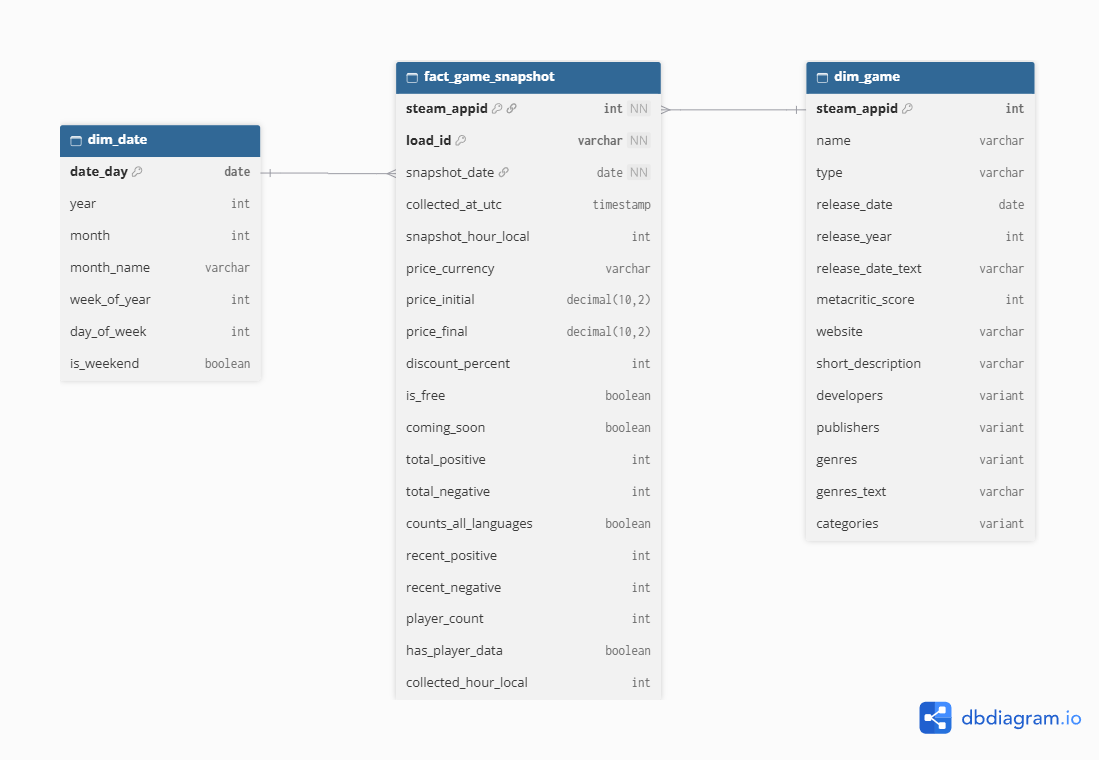 dim_date
date_day date
year int
month int
month_name varchar
week_of_year int
day_of_week int
is_weekend boolean
fact_game_snapshot
steam_appid int NN
load_id varchar NN
snapshot_date date NN
collected_at_utc timestamp
snapshot_hour_local int
price_currency varchar
price_initial decimal(10,2)
price_final decimal(10,2)
discount_percent int
is_free boolean
coming_soon boolean
total_positive int
total_negative int
counts_all_languages boolean
recent_positive int
recent_negative int
player_count int
has_player_data boolean
collected_hour_local int
dim_game
steam_appid int
name varchar
type varchar
release_date date
release_year int
release_date_text varchar
metacritic_score int
website varchar
short_description varchar
developers variant
publishers variant
genres variant
genres_text varchar
categories variant
dbdiagram.io